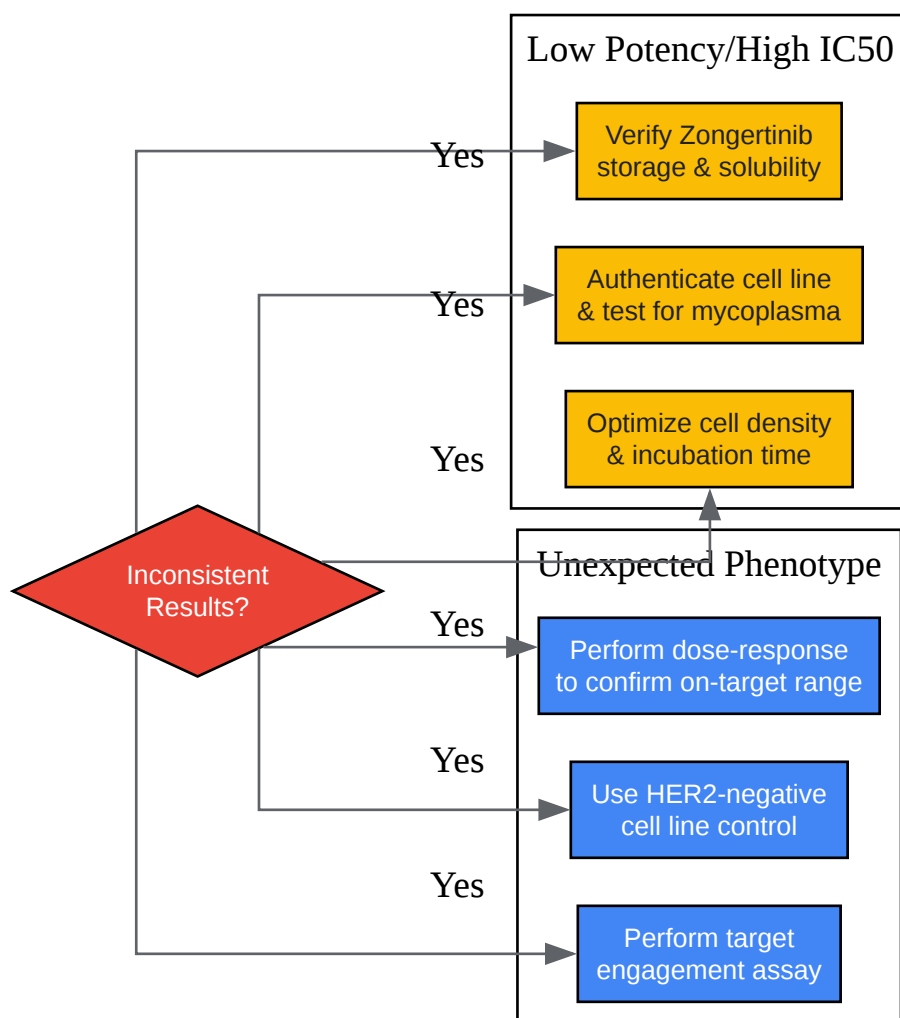 Low Potency/High IC50
Yes
Verify Zongertinib
storage & solubility
Yes
Authenticate cell line
& test for mycoplasma
Yes
Optimize cell density
& incubation time
Inconsistent
Results?
Unexpected Phenotype
Yes
Perform dose-response
to confirm on-target range
Yes
Use HER2-negative
cell line control
Yes
Perform target
engagement assay